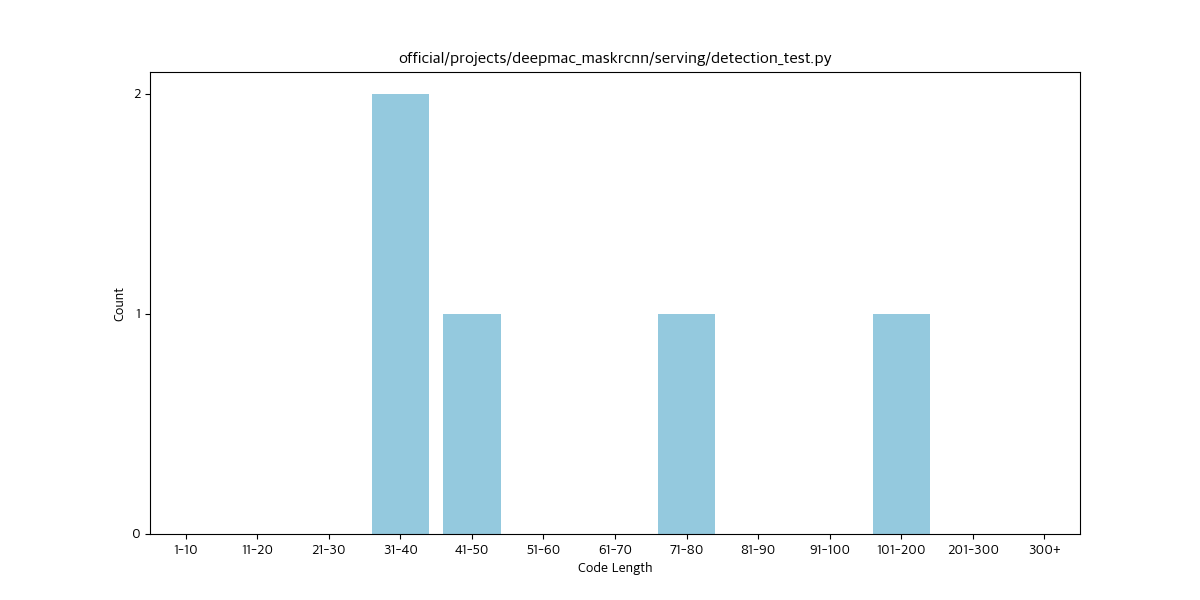 official/projects/deepmac_maskrcnn/serving/detection_test.py
2
1
0
Count
1-10 11-20 21-30 31-40 41-50 51-60 61-70 71-80 81-90 91-100 101-200 201-300 300+
Code Length